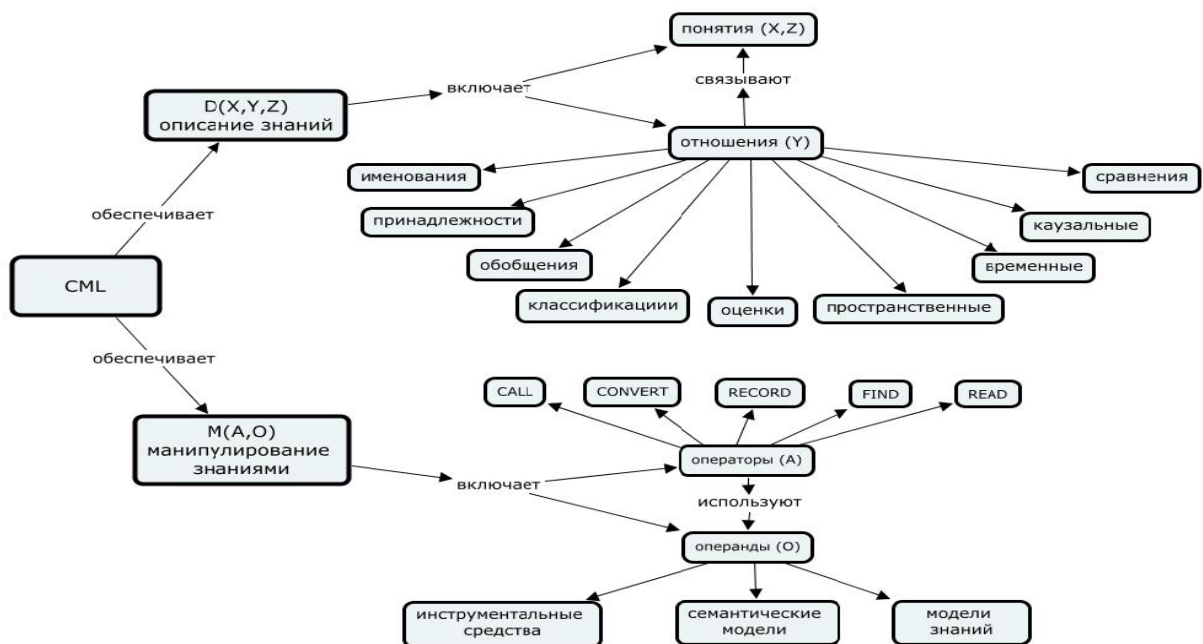 понятия (X,Z)
связывают
включает
D(X,Y,Z)
описание знаний
отношения (Y)
именования
сравнения
принадлежности
каузальные
обеспечивает
обобщения
временные
CML
классификациии
оценки
пространственные
обеспечивает
CALL
CONVERT
RECORD
FIND
READ
M(A,O)
манипулирование
знаниями
операторы (A)
включает
используют
операнды (O)
инструментальные
средства
семантические
модели
модели
знаний